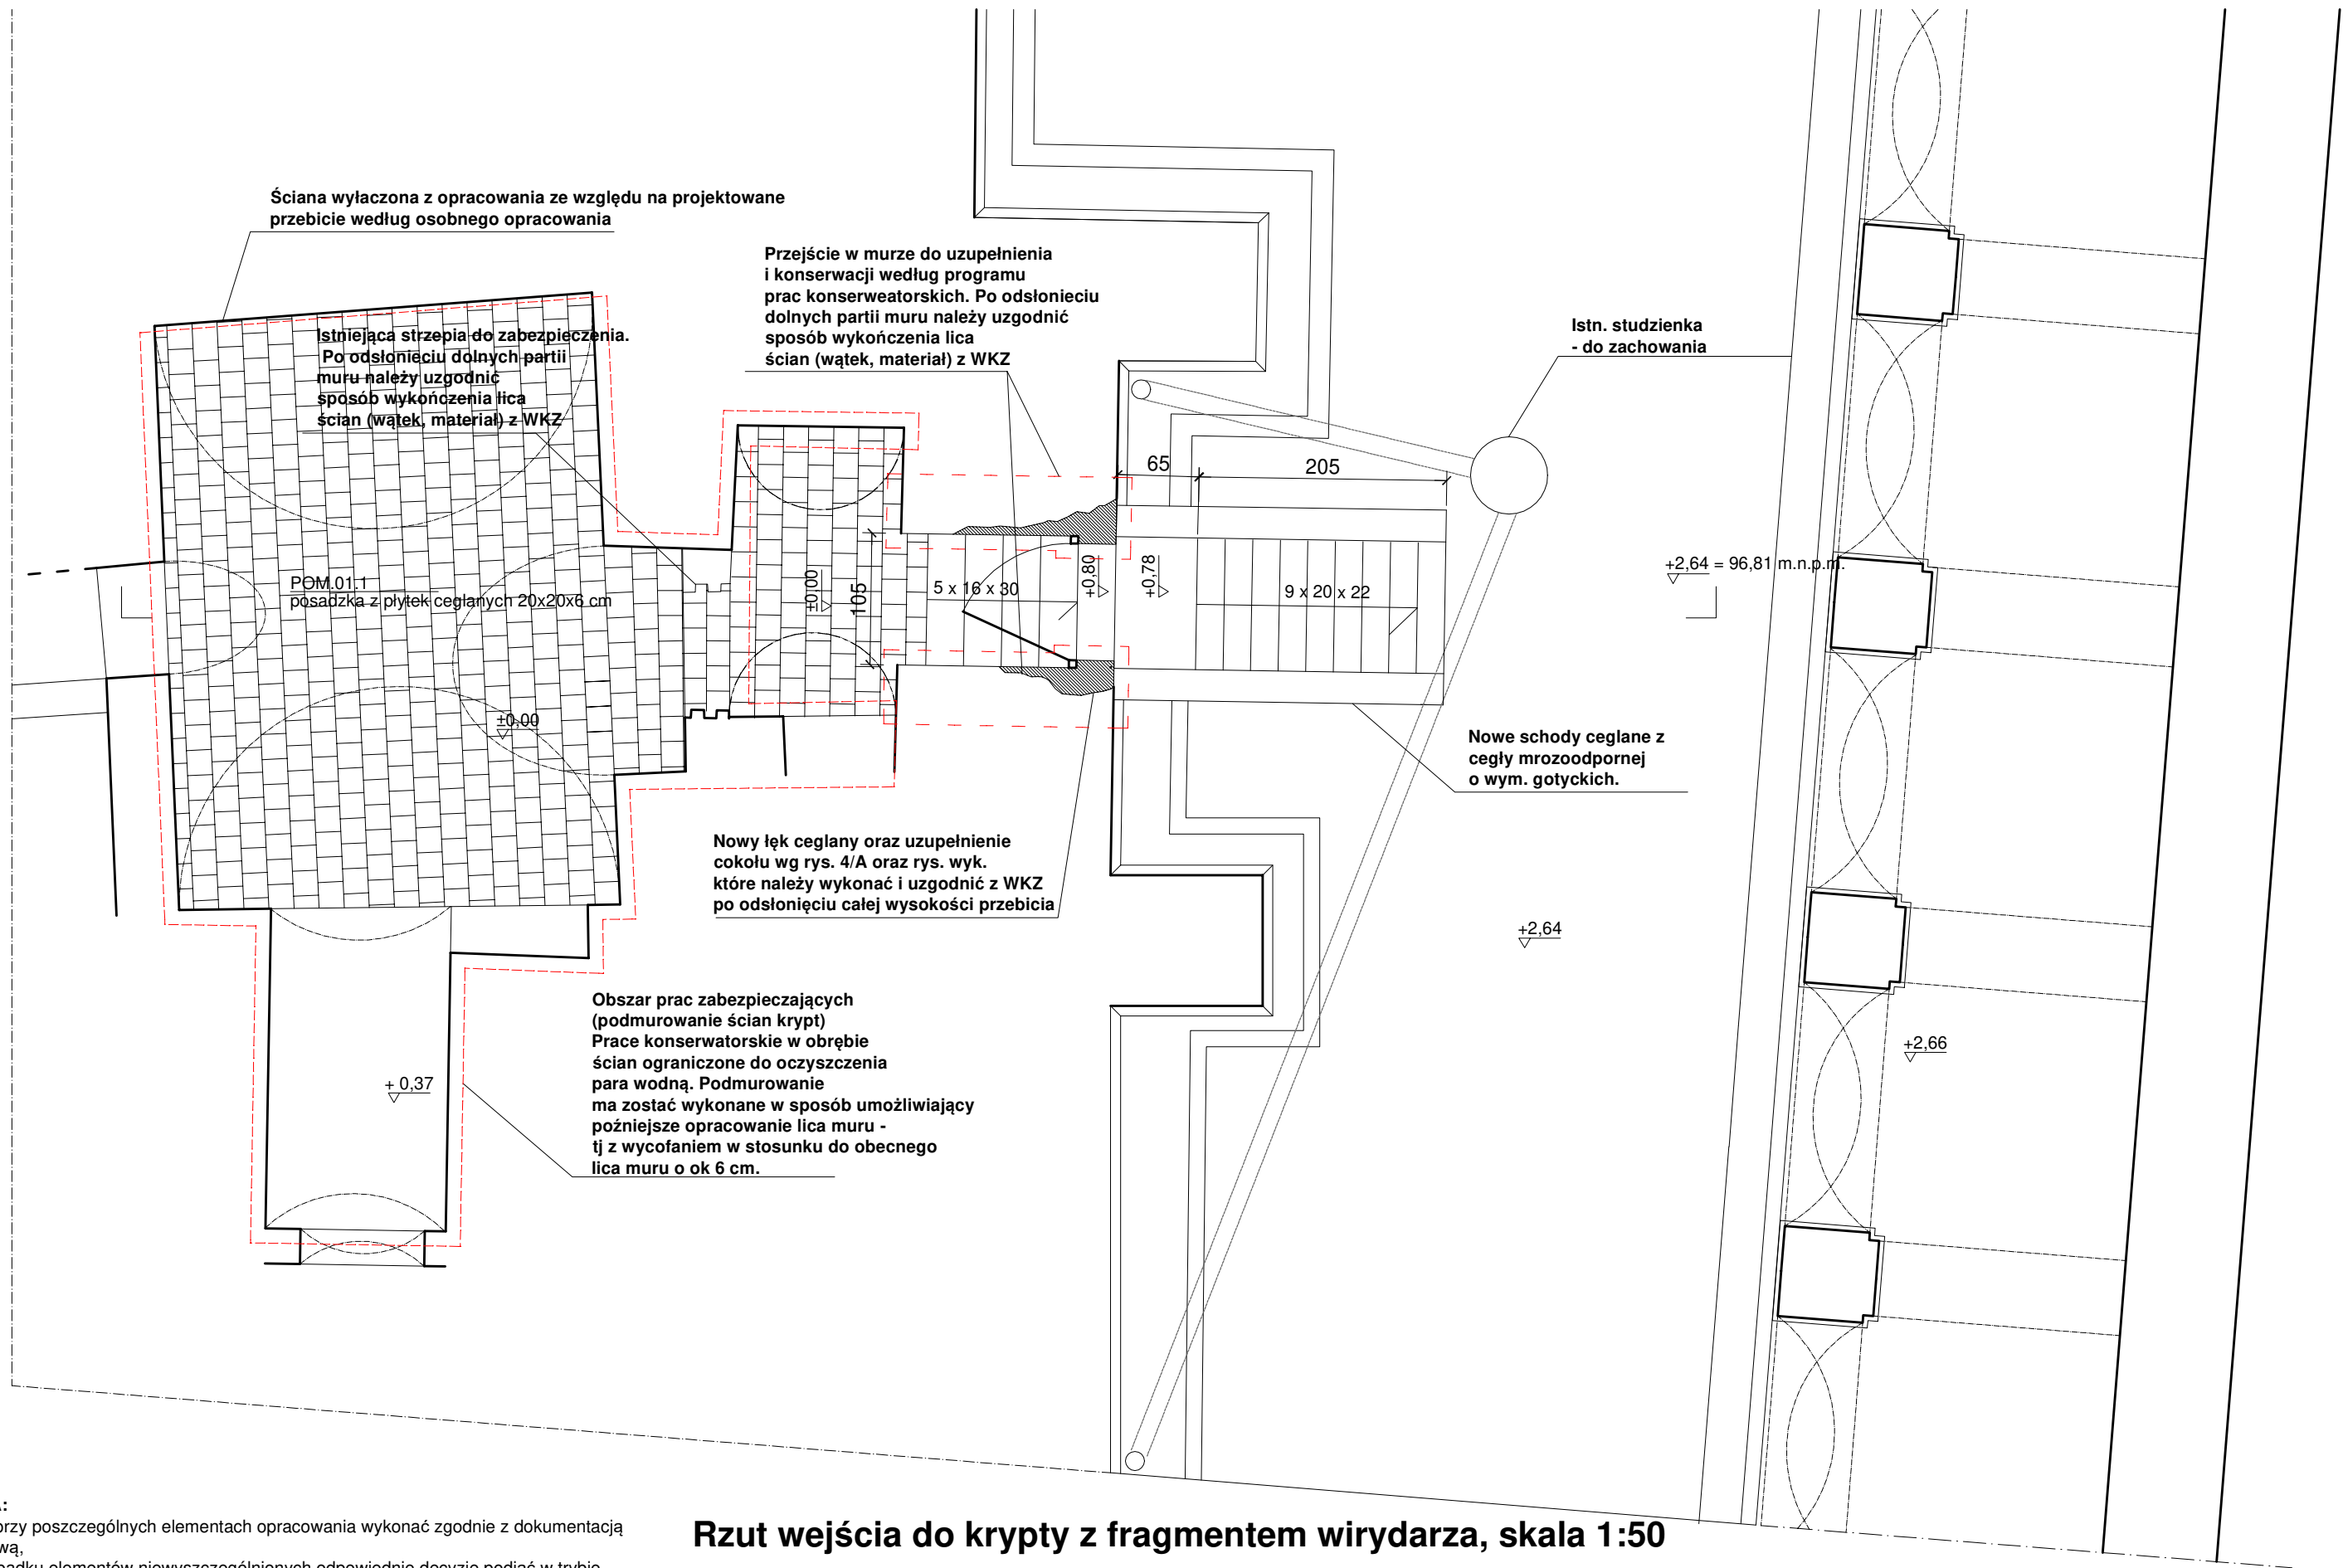 Ściana wyłaczona z opracowania ze względu na projektowane
przebicie według osobnego opracowania
Przejście w murze do uzupełnienia
i konserwacji według programu
prac konserweatorskich. Po odsłonieciu
dolnych partii muru należy uzgodnić
sposób wykończenia lica
ścian (wątek, materiał) z WKZ
Istniejąca strzepia do zabezpieczenia.
Po odsłonieciu dolnych partii
muru należy uzgodnić
sposób wykończenia lica
ścian (wątek, materiał) z WKZ
Istn. studzienka
- do zachowania
65
205
POM.01.1
posadzka z płytek ceglanych 20x20x6 cm
±0,00
105
5 x 16 x 30
+0,80
+0,78
9 x 20 x 22
+2,64 = 96,81 m.n.p.m.
±0,00
Nowe schody ceglane z
cegły mrozoodpornej
o wym. gotyckich.
Nowy łęk ceglany oraz uzupełnienie
cokołu wg rys. 4/A oraz rys. wyk.
które należy wykonać i uzgodnić z WKZ
po odsłonięciu całej wysokości przebicia
+2,64
Obszar prac zabezpieczających
(podmurowanie ścian krypt)
Prace konserwatorskie w obrębie
ścian ograniczone do oczyszczenia
para wodną. Podmurowanie
ma zostać wykonane w sposób umożliwiający
poźniejsze opracowanie lica muru -
tj z wycofaniem w stosunku do obecnego
lica muru o ok 6 cm.
+ 0,37
+2,66
przy poszczególnych elementach opracowania wykonać zgodnie z dokumentacją
wą,
Rzut wejścia do krypty z fragmentem wirydarza, skala 1:50